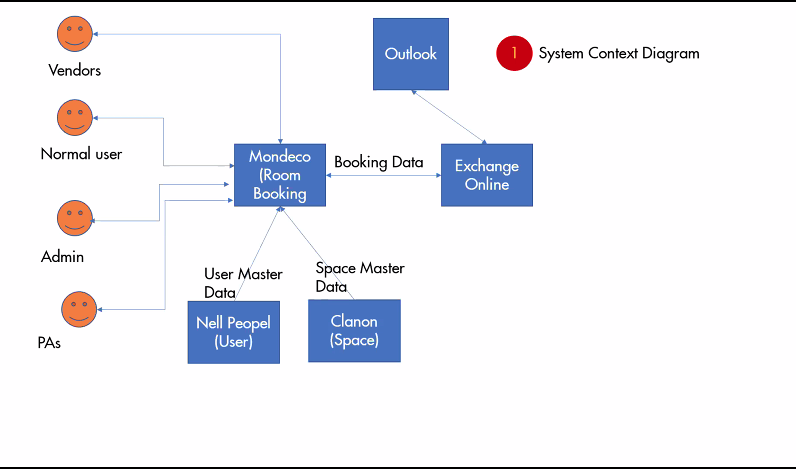 Vendors
Normal user
Admin
PAs
Outlook
1
System Context Diagram
Mondeco
(Room
Booking
Booking Data
Exchange
Online
User Master
Data
Space Master
Data
Nell Peopel
(User)
Clanon
(Space)